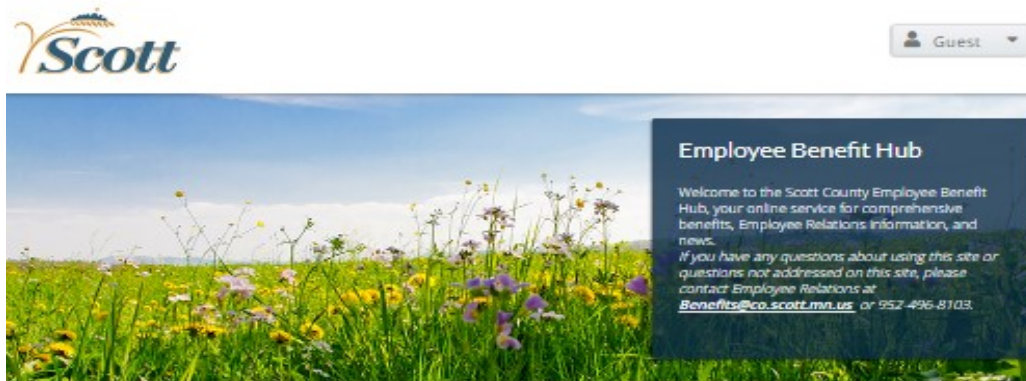 Scott
Guest
Employee Benefit Hub
Welcome to the Scott County Employee Benefit
Hub, your online service for comprehensive
benefits, Employee Relations information, and
news.
If you have any questions about using this site or
questions not addressed on this site, please
contact Employee Relations at
Benefits@co.scott.mn.us or 952-496-8103.